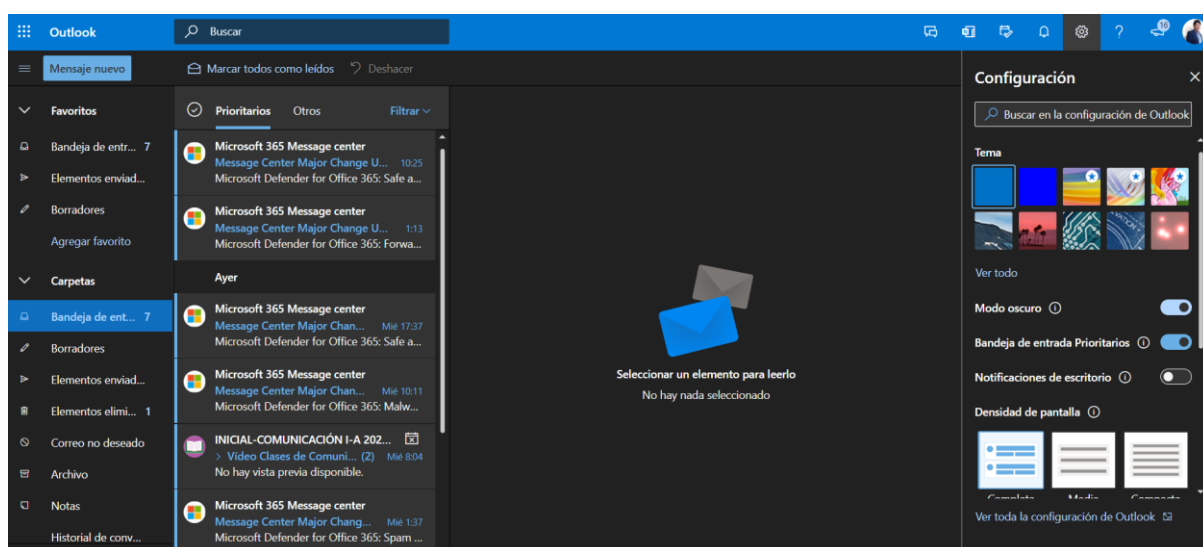 Outlook
Buscar
16
Mensaje nuevo
Marcar todos como leídos
Deshacer
Favoritos
Bandeja de entr... 7
Elementos enviad...
Borradores
Agregar favorito
Carpetas
Bandeja de ent... 7
Borradores
Elementos enviad...
Elementos elimi... 1
Correo no deseado
Archivo
Notas
Historial de conv...
Prioritarios Otros Filtrar
Microsoft 365 Message center
Message Center Major Change U... 10:25
Microsoft Defender for Office 365: Safe a...
Microsoft 365 Message center
Message Center Major Change U... 1:13
Microsoft Defender for Office 365: Forwa...
Ayer
Microsoft 365 Message center
Message Center Major Chan... Mié 17:37
Microsoft Defender for Office 365: Safe a...
Microsoft 365 Message center
Message Center Major Chan... Mié 10:11
Microsoft Defender for Office 365: Malw...
INICIAL-COMUNICACIÓN I-A 202...
> Vídeo Clases de Comuni... (2) Mié 8:04
No hay vista previa disponible.
Microsoft 365 Message center
Message Center Major Chang... Mié 1:37
Microsoft Defender for Office 365: Spam ...
Seleccionar un elemento para leerlo
No hay nada seleccionado
Configuración
Buscar en la configuración de Outlook
Tema
Ver todo
Modo oscuro
Bandeja de entrada Prioritarios
Notificaciones de escritorio
Densidad de pantalla
Completa Media Compacta
Ver toda la configuración de Outlook